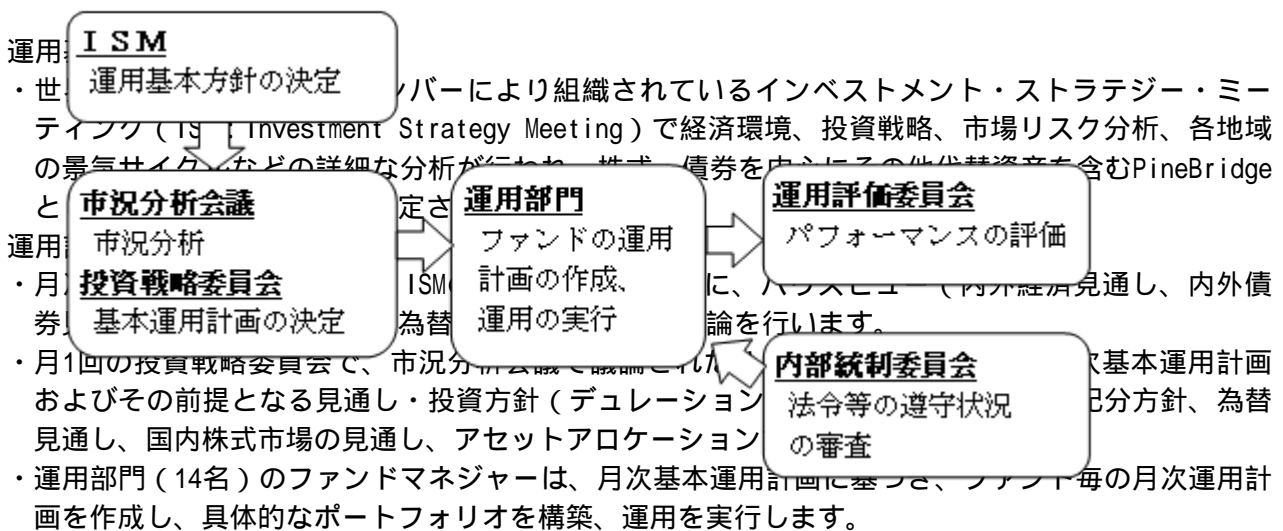 ＩＳＭ
運用基本方針の決定
市況分析会議
市況分析
投資戦略委員会
基本運用計画の決定
運用部門
ファンドの運用
計画の作成、
運用の実行
運用評価委員会
パフォーマンスの評価
内部統制委員会
法令等の遵守状況
の審査
運用
・世 ンバーにより組織されているインベストメント・ストラテジー・ミー
ティング（IS : Investment Strategy Meeting）で経済環境、投資戦略、市場リスク分析、各地域
の景気サイクルなどの詳細な分析が行われ、株式、債券を中心にその他代替資産を含むPineBridge
と 定さ
運用
・月 ISM に、ハウスビュー（内外経済見通し、内外債
券 為替 論を行います。
・月1回の投資戦略委員会で、市況分析会議で議論された 次基本運用計画
およびその前提となる見通し・投資方針（デュレーション 配分方針、為替
見通し、国内株式市場の見通し、アセットアロケーション
・運用部門（14名）のファンドマネジャーは、月次基本運用計画に基づき、ファンド毎の月次運用計
画を作成し、具体的なポートフォリオを構築、運用を実行します。